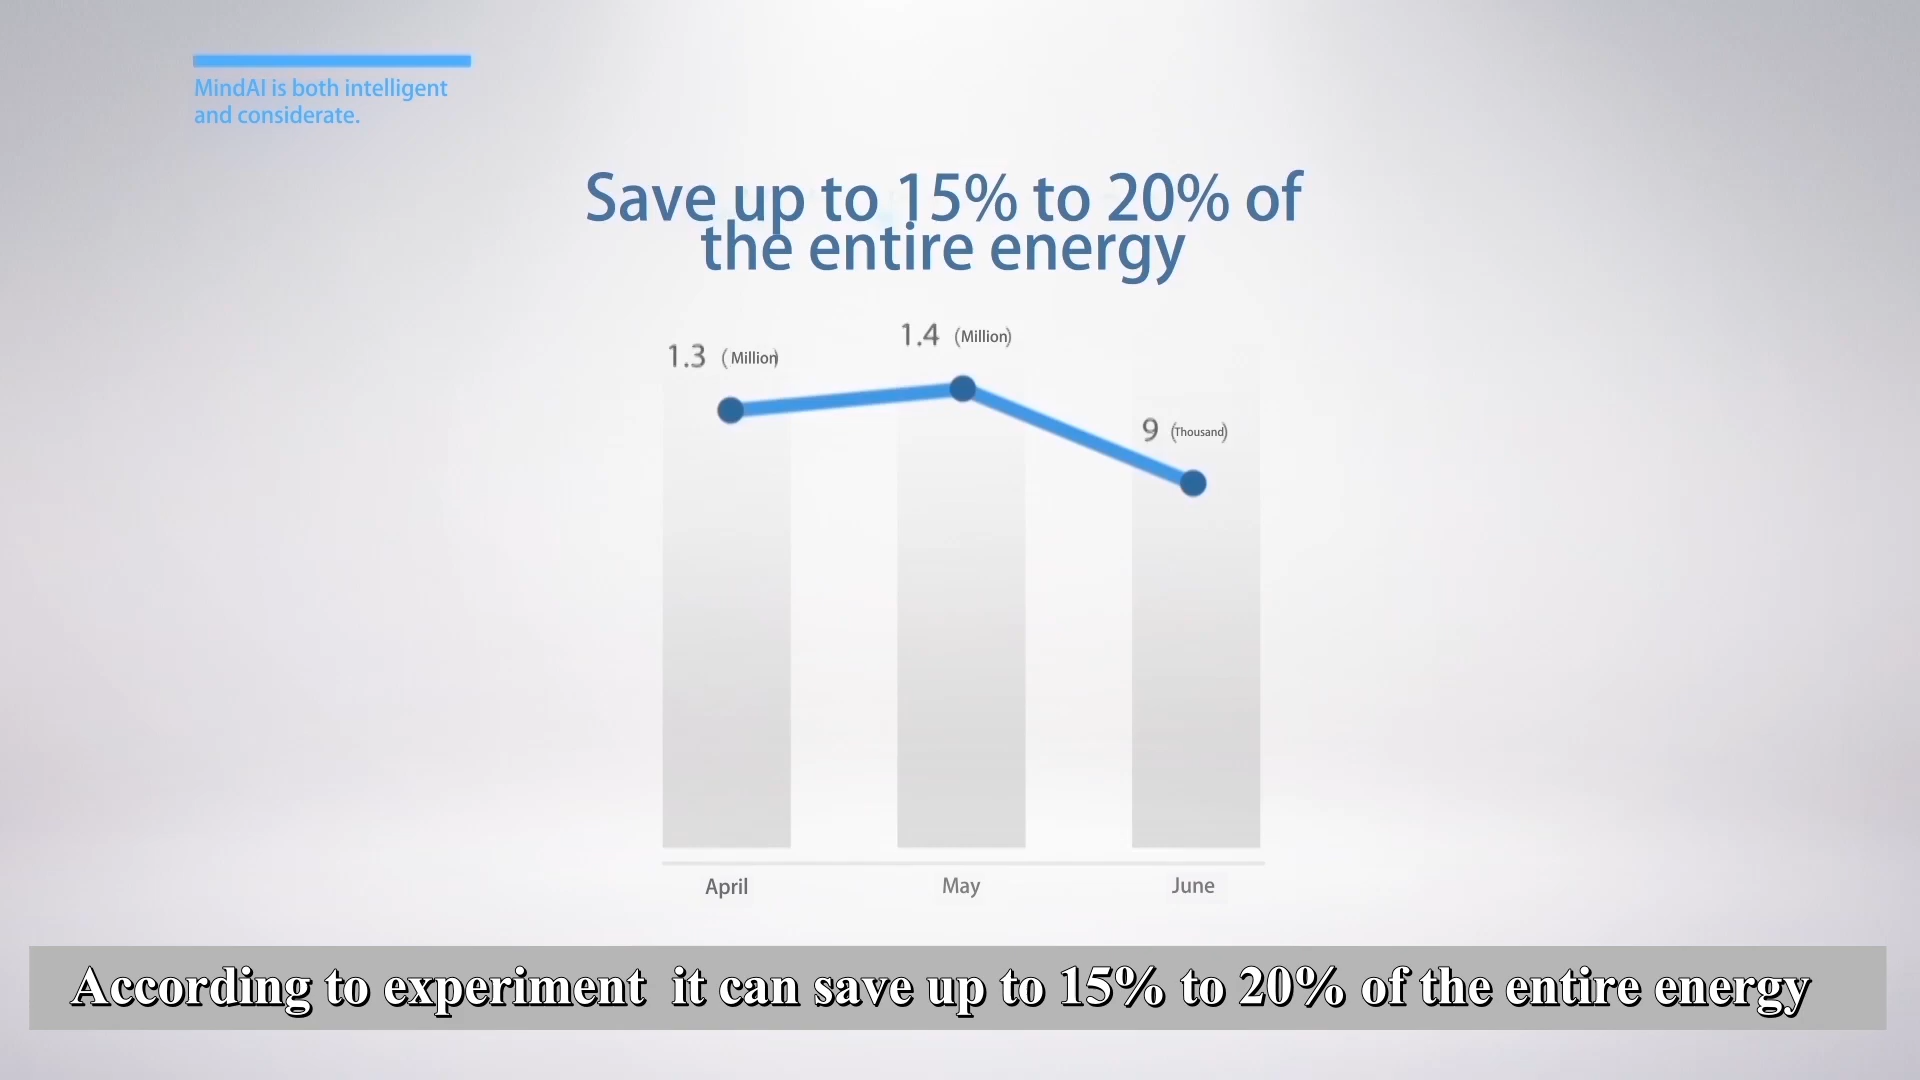 MindAI is both intelligent
and considerate.
Save up to 15% to 20% of
the entire energy
1.3 (Million)
1.4 (Million)
9 (Thousand)
April May June
According to experiment it can save up to 15% to 20% of the entire energy